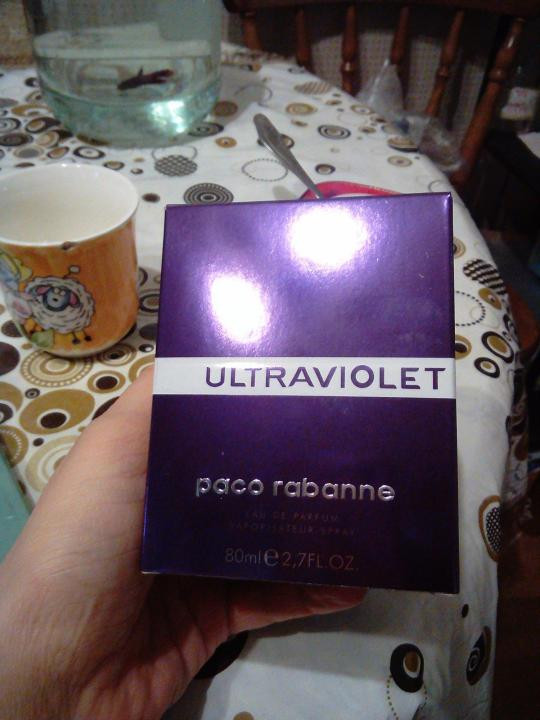 ULTRAVIOLET
paco rabanne
EAU DE PARFUM
VAPORISATEUR-SPRAY
80ml ℮ 2,7FL.OZ.